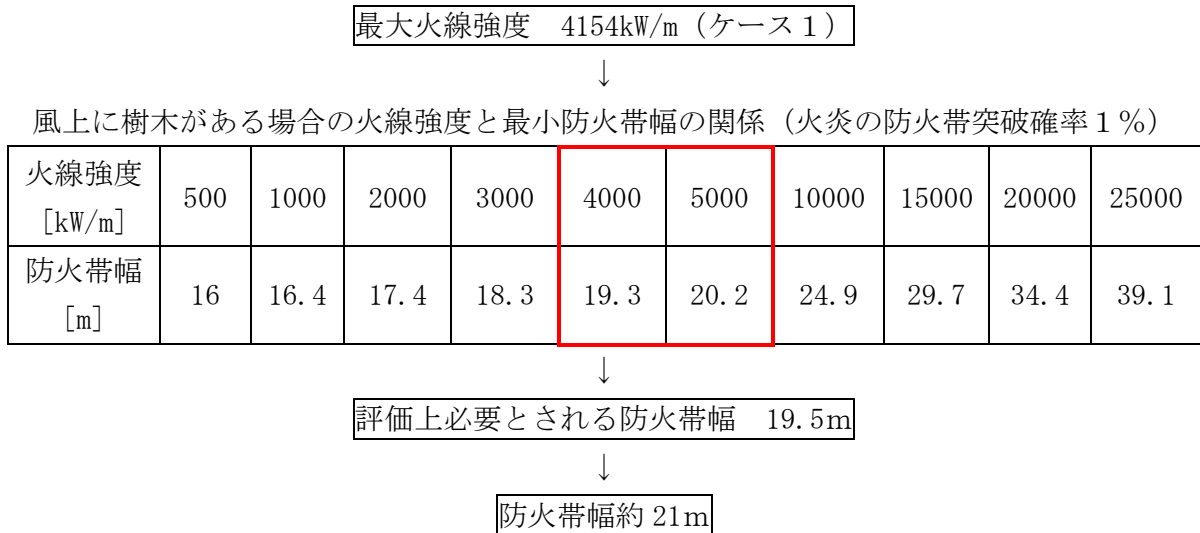 最大火線強度　4154kW/m（ケース１）
↓
風上に樹木がある場合の火線強度と最小防火帯幅の関係（火炎の防火帯突破確率１％）
火線強度［kW/m］ 500 1000 2000 3000 4000 5000 10000 15000 20000 25000
防火帯幅［m］ 16 16.4 17.4 18.3 19.3 20.2 24.9 29.7 34.4 39.1
↓
評価上必要とされる防火帯幅　19.5m
↓
防火帯幅約 21m